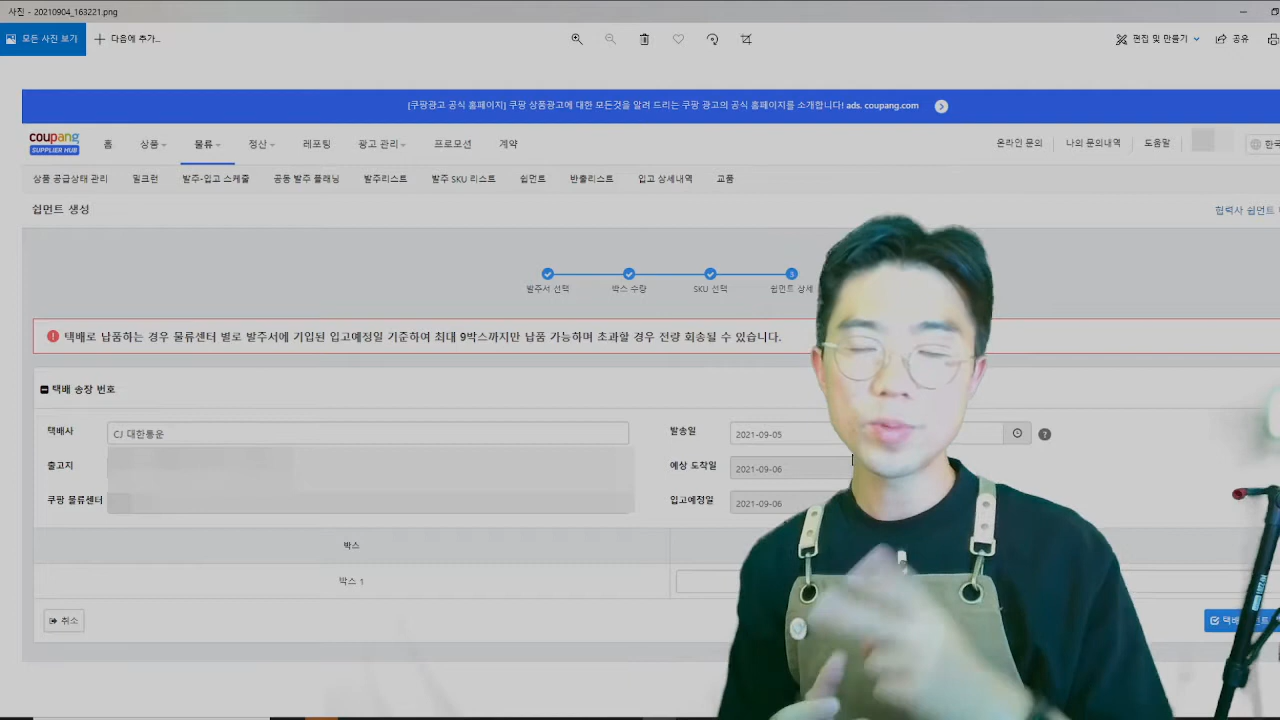 사진 - 20210904_163221.png
모든 사진 보기
다음에 추가...
편집 및 만들기
공유
[쿠팡광고 공식 홈페이지] 쿠팡 상품광고에 대한 모든것을 알려 드리는 쿠팡 광고의 공식 홈페이지를 소개합니다! ads. coupang.com
coupang
SUPPLIER HUB
홈 상품 물류 정산 레포팅 광고 관리 프로모션 계약
온라인 문의 나의 문의내역 도움말
상품 공급상태 관리 밀크런 발주-입고 스케줄 공동 발주 플래닝 발주리스트 발주 SKU 리스트 쉽먼트 반출리스트 입고 상세내역 교품
쉽먼트 생성
협력사 쉽먼트
3
발주서 선택 박스 수량 SKU 선택 쉽먼트 상세
택배로 납품하는 경우 물류센터 별로 발주서에 기입된 입고예정일 기준하여 최대 9박스까지만 납품 가능하며 초과할 경우 전량 회송될 수 있습니다.
택배 송장 번호
택배사 CJ 대한통운
발송일 2021-09-05
출고지
예상 도착일 2021-09-06
쿠팡 물류센터
입고예정일 2021-09-06
박스
박스 1
취소